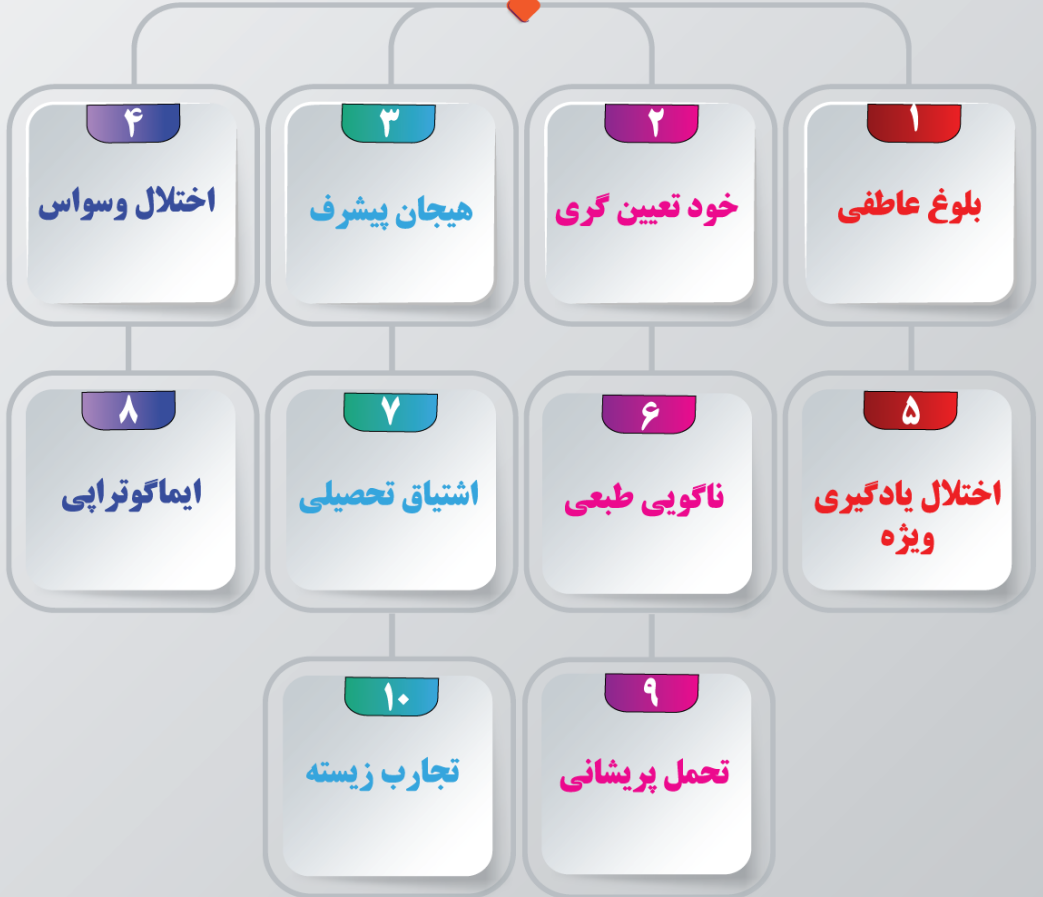 ۱
بلوغ عاطفی
۲
خود تعیین گری
۳
هیجان پیشرف
۴
اختلال وسواس
۵
اختلال یادگیری
ویژه
۶
ناگویی طبعی
۷
اشتیاق تحصیلی
۸
ایماگوتراپی
۹
تحمل پریشانی
۱۰
تجارب زیسته